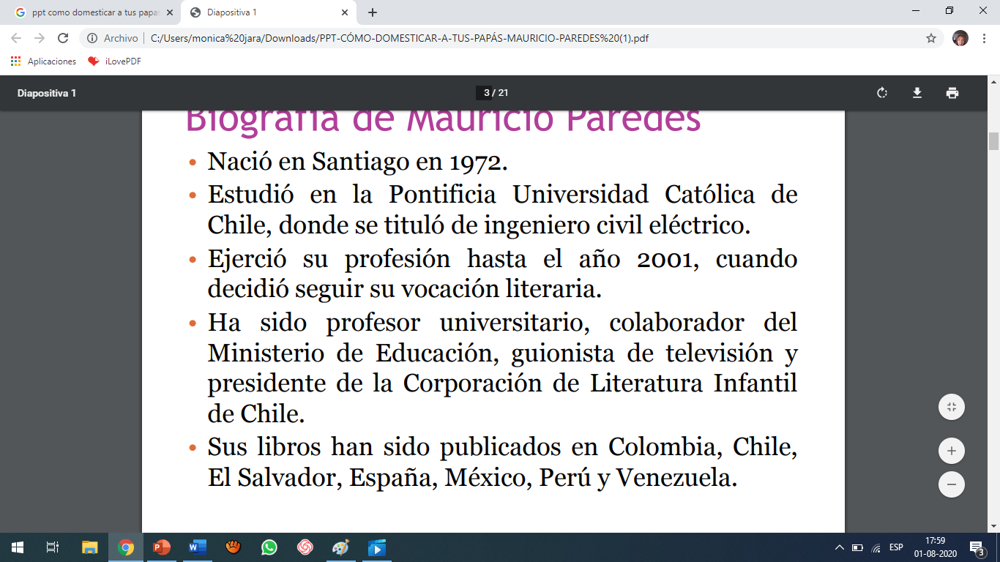 ppt como domesticar a tus papas
Diapositiva 1
Archivo
C:/Users/monica%20jara/Downloads/PPT-CÓMO-DOMESTICAR-A-TUS-PAPÁS-MAURICIO-PAREDES%20(1).pdf
Aplicaciones
iLovePDF
Diapositiva 1
3 / 21
Biografía de Mauricio Paredes
• Nació en Santiago en 1972.
• Estudió en la Pontificia Universidad Católica de
Chile, donde se tituló de ingeniero civil eléctrico.
• Ejerció su profesión hasta el año 2001, cuando
decidió seguir su vocación literaria.
• Ha sido profesor universitario, colaborador del
Ministerio de Educación, guionista de televisión y
presidente de la Corporación de Literatura Infantil
de Chile.
• Sus libros han sido publicados en Colombia, Chile,
El Salvador, España, México, Perú y Venezuela.
ESP
17:59
01-08-2020
3